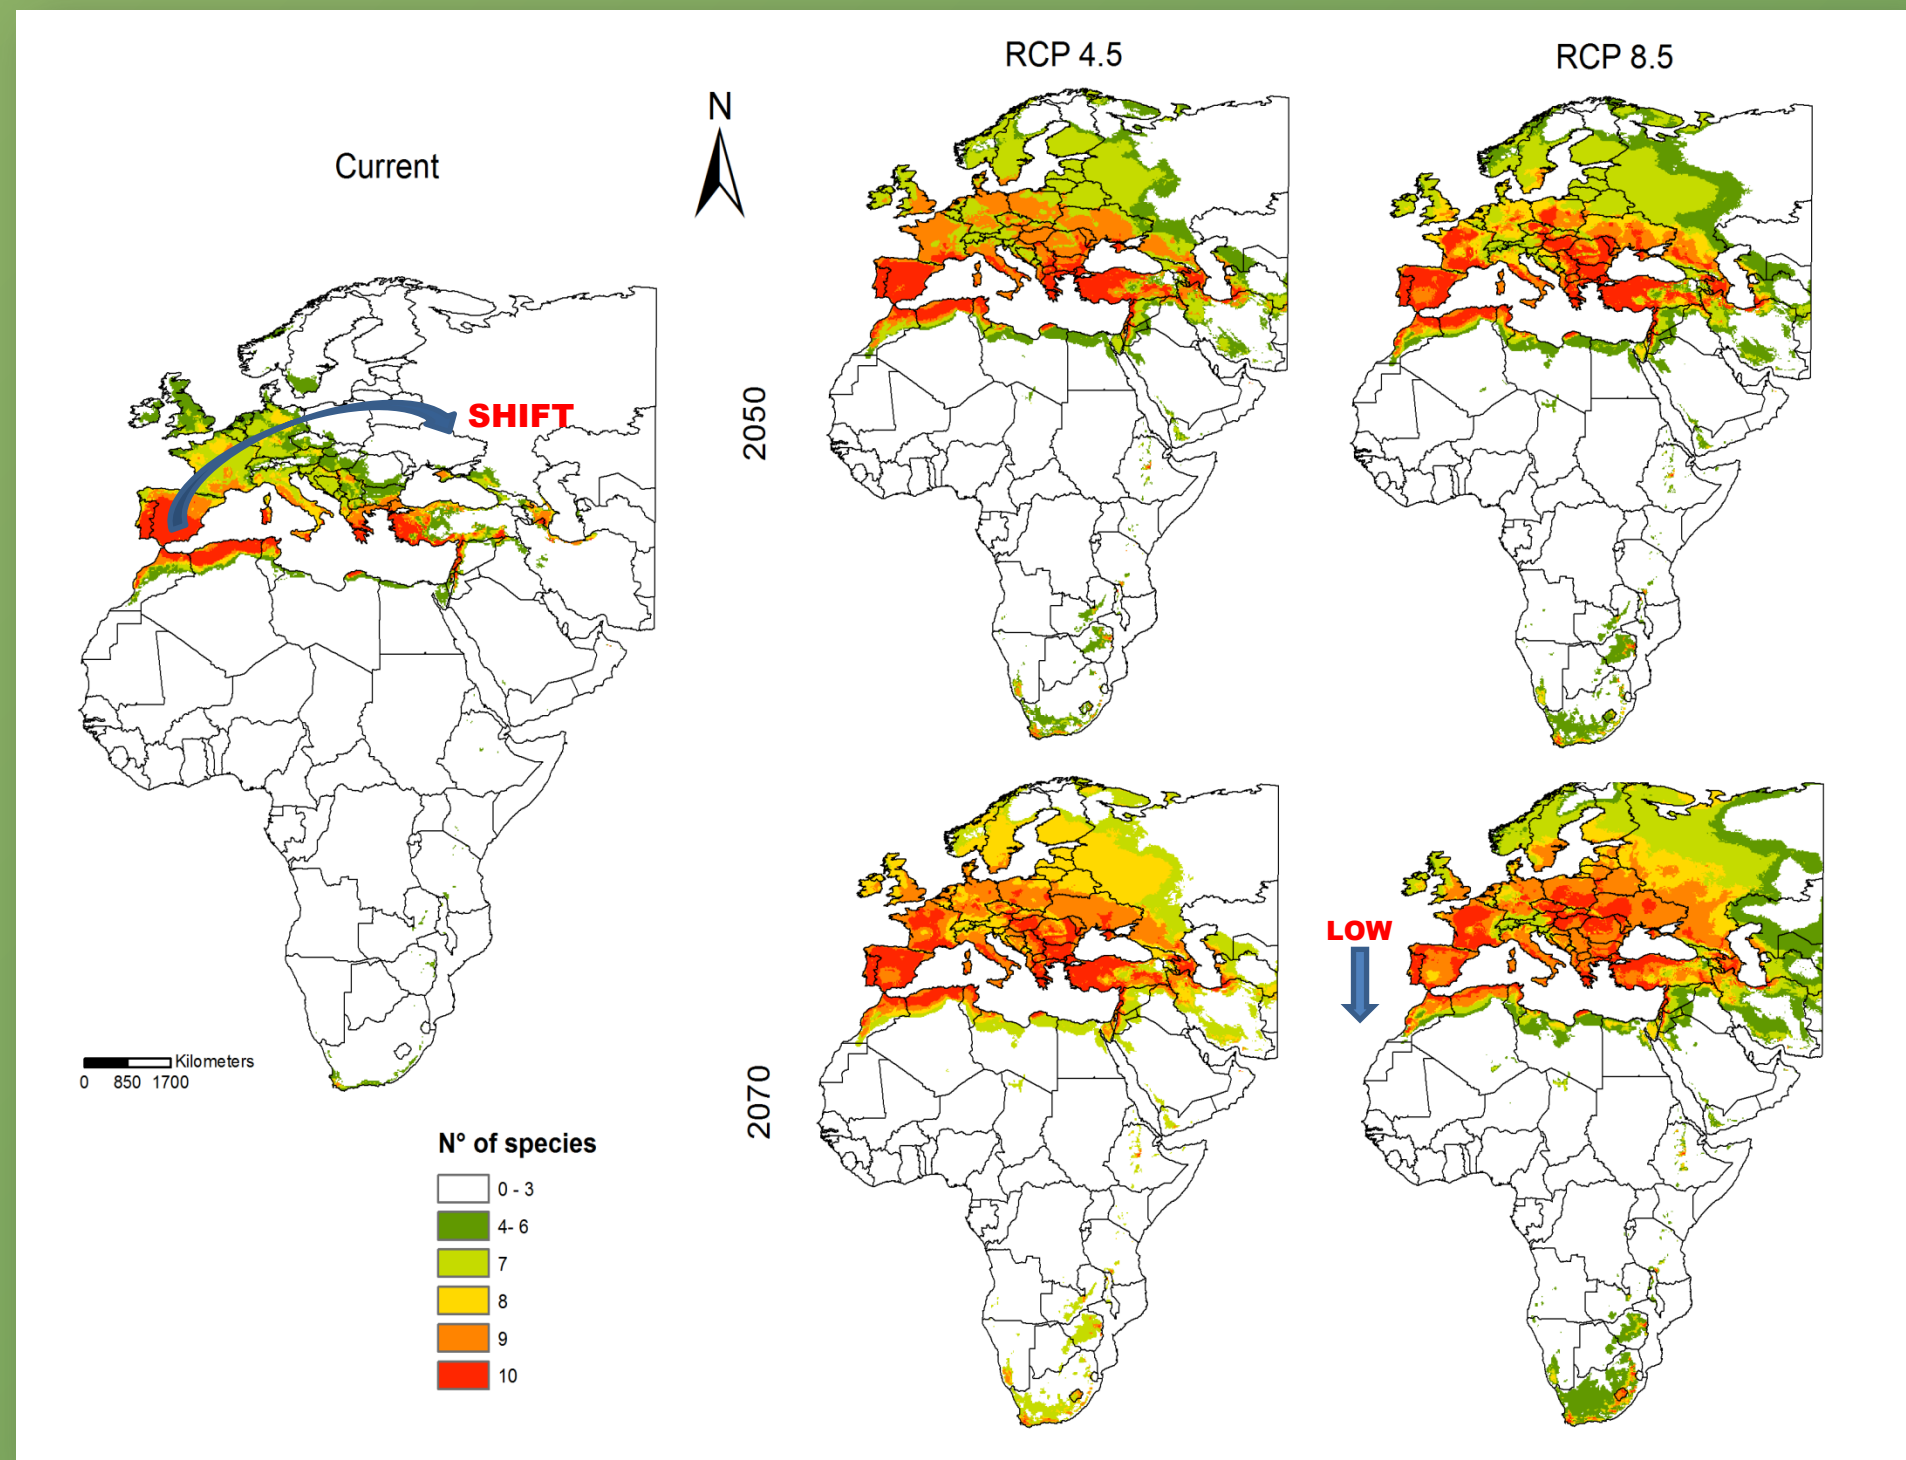 RCP 4.5
RCP 8.5
N
Current
SHIFT
2050
LOW
Kilometers
0 850 1700
2070
N° of species
0 - 3
4- 6
7
8
9
10